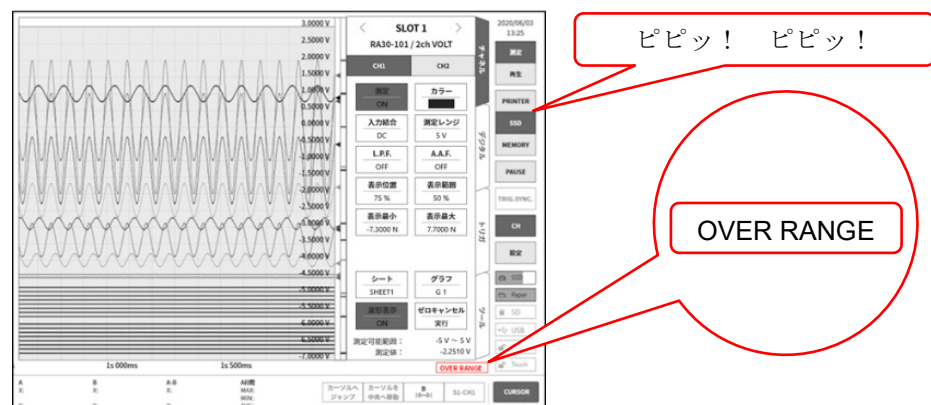 3.0000 V
2.5000 V
2.0000 V
1.5000 V
1.0000 V
0.5000 V
0.0000 V
-0.5000 V
-1.0000 V
-1.5000 V
-2.0000 V
-2.5000 V
-3.0000 V
-3.5000 V
-4.0000 V
-4.5000 V
-5.0000 V
-5.5000 V
-6.0000 V
-6.5000 V
-7.0000 V
1s 000ms 1s 500ms
SLOT 1
RA30-101 / 2ch VOLT
CH1 CH2
測定 カラー
ON
入力結合 測定レンジ
DC 5 V
L.P.F. A.A.F.
OFF OFF
表示位置 表示範囲
75 % 50 %
表示最小 表示最大
-7.3000 N 7.7000 N
シート グラフ
SHEET1 G 1
波形表示 ゼロキャンセル
ON 実行
測定可能範囲: -5 V ~ 5 V
測定値: -2.2510 V
チャネル
デジタル
トリガ
ツール
2020/06/03
13:25
測定
再生
PRINTER
SSD
MEMORY
PAUSE
TRIG.SYNC.
CH
設定
SSD
Paper
SD
USB
Touch
OVER RANGE
A B A-B AB間
X: X: X: MAX:
MIN:
カーソルへ カーソルを B S1-CH1 CURSOR
ジャンプ 中央へ移動
ピピッ! ピピッ!
OVER RANGE